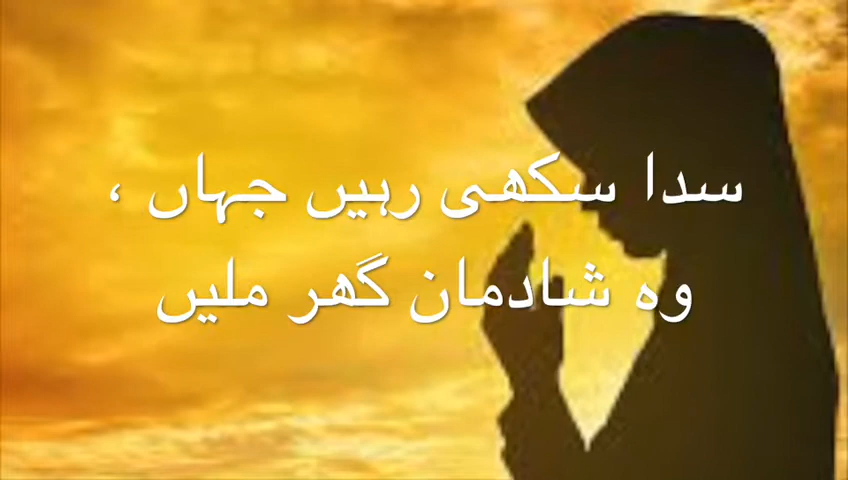 سدا سکھی رہیں جہاں ،
وہ شادمان گھر ملیں